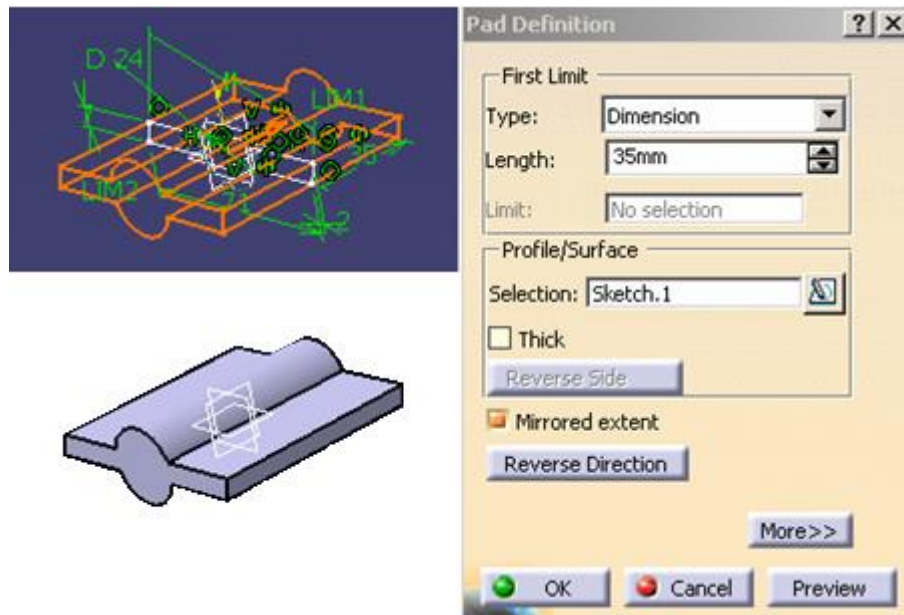 Pad Definition
D 24
LIM1
LIM2
First Limit
Type: Dimension
Length: 35mm
Limit: No selection
Profile/Surface
Selection: Sketch.1
Thick
Reverse Side
Mirrored extent
Reverse Direction
More>>
OK Cancel Preview